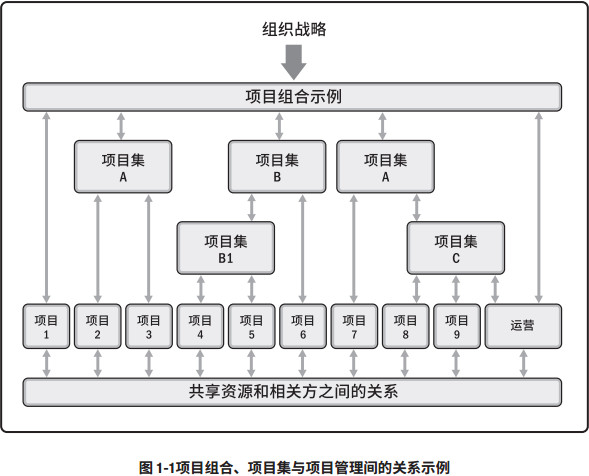 组织战略
项目组合示例
项目集
A
项目集
B
项目集
A
项目集
B1
项目集
C
项目
1
项目
2
项目
3
项目
4
项目
5
项目
6
项目
7
项目
8
项目
9
运营
共享资源和相关方之间的关系
图 1-1项目组合、项目集与项目管理间的关系示例